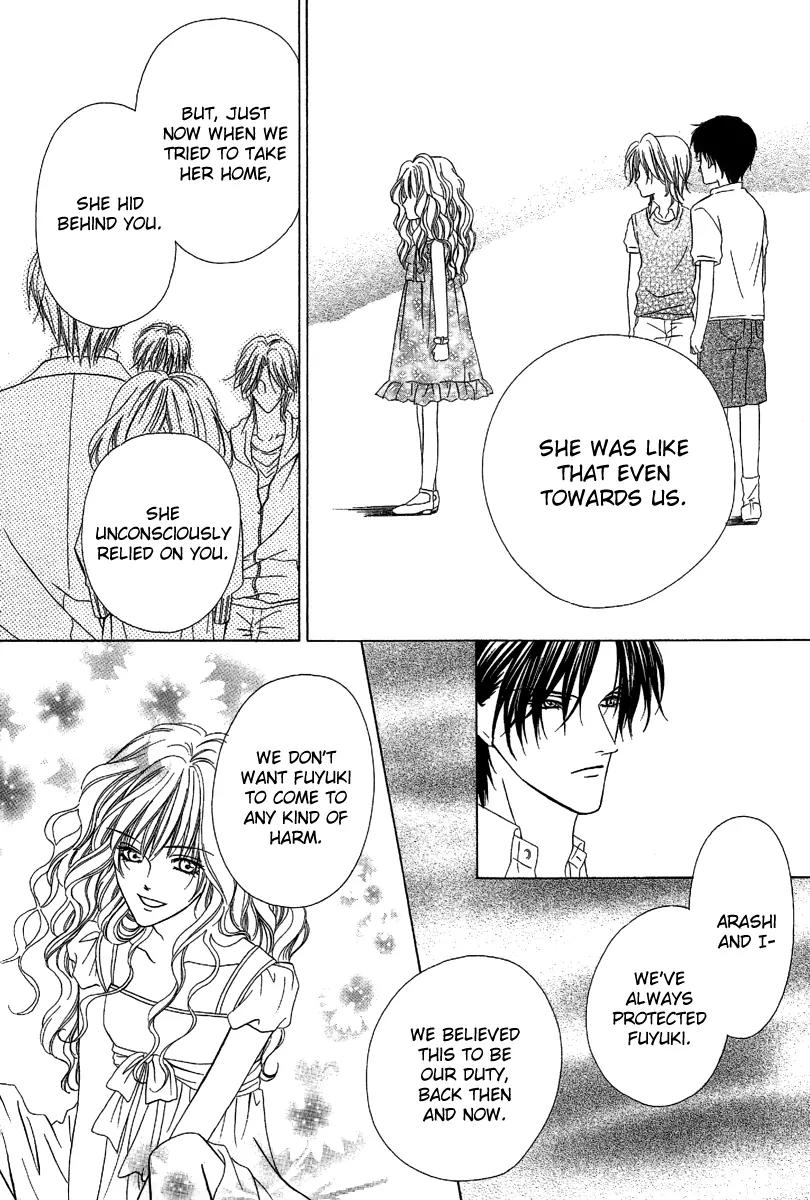 SHE WAS LIKE
THAT EVEN
TOWARDS US.
BUT, JUST
NOW WHEN WE
TRIED TO TAKE
HER HOME,
SHE HID
BEHIND YOU.
SHE
UNCONSCIOUSLY
RELIED ON YOU.
ARASHI
AND I-
WE'VE
ALWAYS
PROTECTED
FUYUKI.
WE BELIEVED
THIS TO BE
OUR DUTY,
BACK THEN
AND NOW.
WE DON'T
WANT FUYUKI
TO COME TO
ANY KIND OF
HARM.